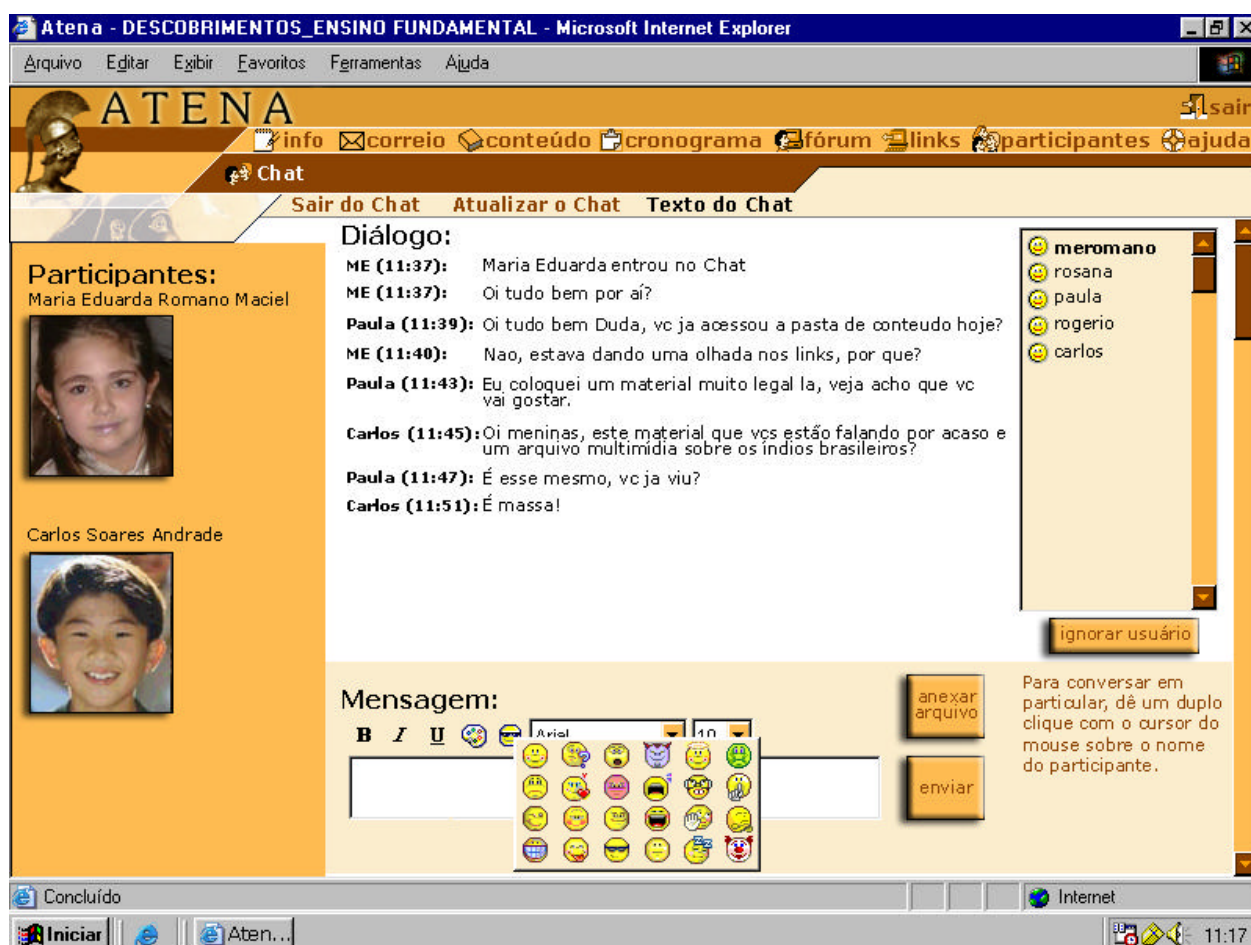 Atena - DESCOBRIMENTOS_ENSINO FUNDAMENTAL - Microsoft Internet Explorer
Arquivo Editar Exibir Favoritos Ferramentas Ajuda
ATENA
sair
info correio conteúdo cronograma fórum links participantes ajuda
Chat
Sair do Chat Atualizar o Chat Texto do Chat
Participantes:
Maria Eduarda Romano Maciel
Carlos Soares Andrade
Diálogo:
ME (11:37): Maria Eduarda entrou no Chat
ME (11:37): Oi tudo bem por aí?
Paula (11:39): Oi tudo bem Duda, vc ja acessou a pasta de conteudo hoje?
ME (11:40): Nao, estava dando uma olhada nos links, por que?
Paula (11:43): Eu coloquei um material muito legal la, veja acho que vc
vai gostar.
Carlos (11:45): Oi meninas, este material que vcs estão falando por acaso e
um arquivo multimídia sobre os índios brasileiros?
Paula (11:47): É esse mesmo, vc ja viu?
Carlos (11:51): É massa!
meromano
rosana
paula
rogerio
carlos
ignorar usuário
Mensagem:
B I U Arial 10
anexar
arquivo
enviar
Para conversar em
particular, dê um duplo
clique com o cursor do
mouse sobre o nome
do participante.
Concluído
Internet
Iniciar
Aten...
11:17